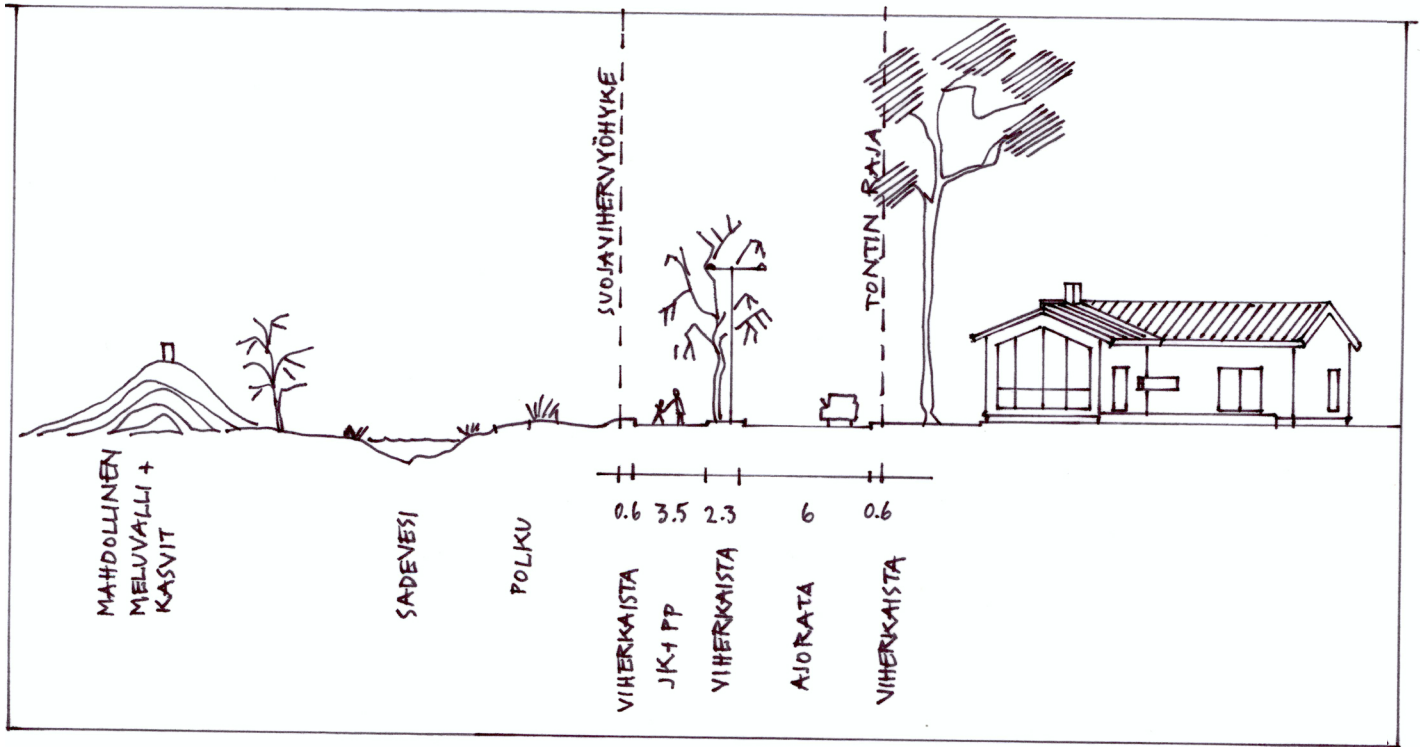 SUOJAVIHERVYÖHYKE
TONTIN RAJA
0.6 3.5 2.3 6 0.6
MAHDOLLINEN
MELUVALLI +
KASVIT
SADEVESI
POLKU
VIHERKAISTA
JK+PP
VIHERKAISTA
AJORATA
VIHERKAISTA